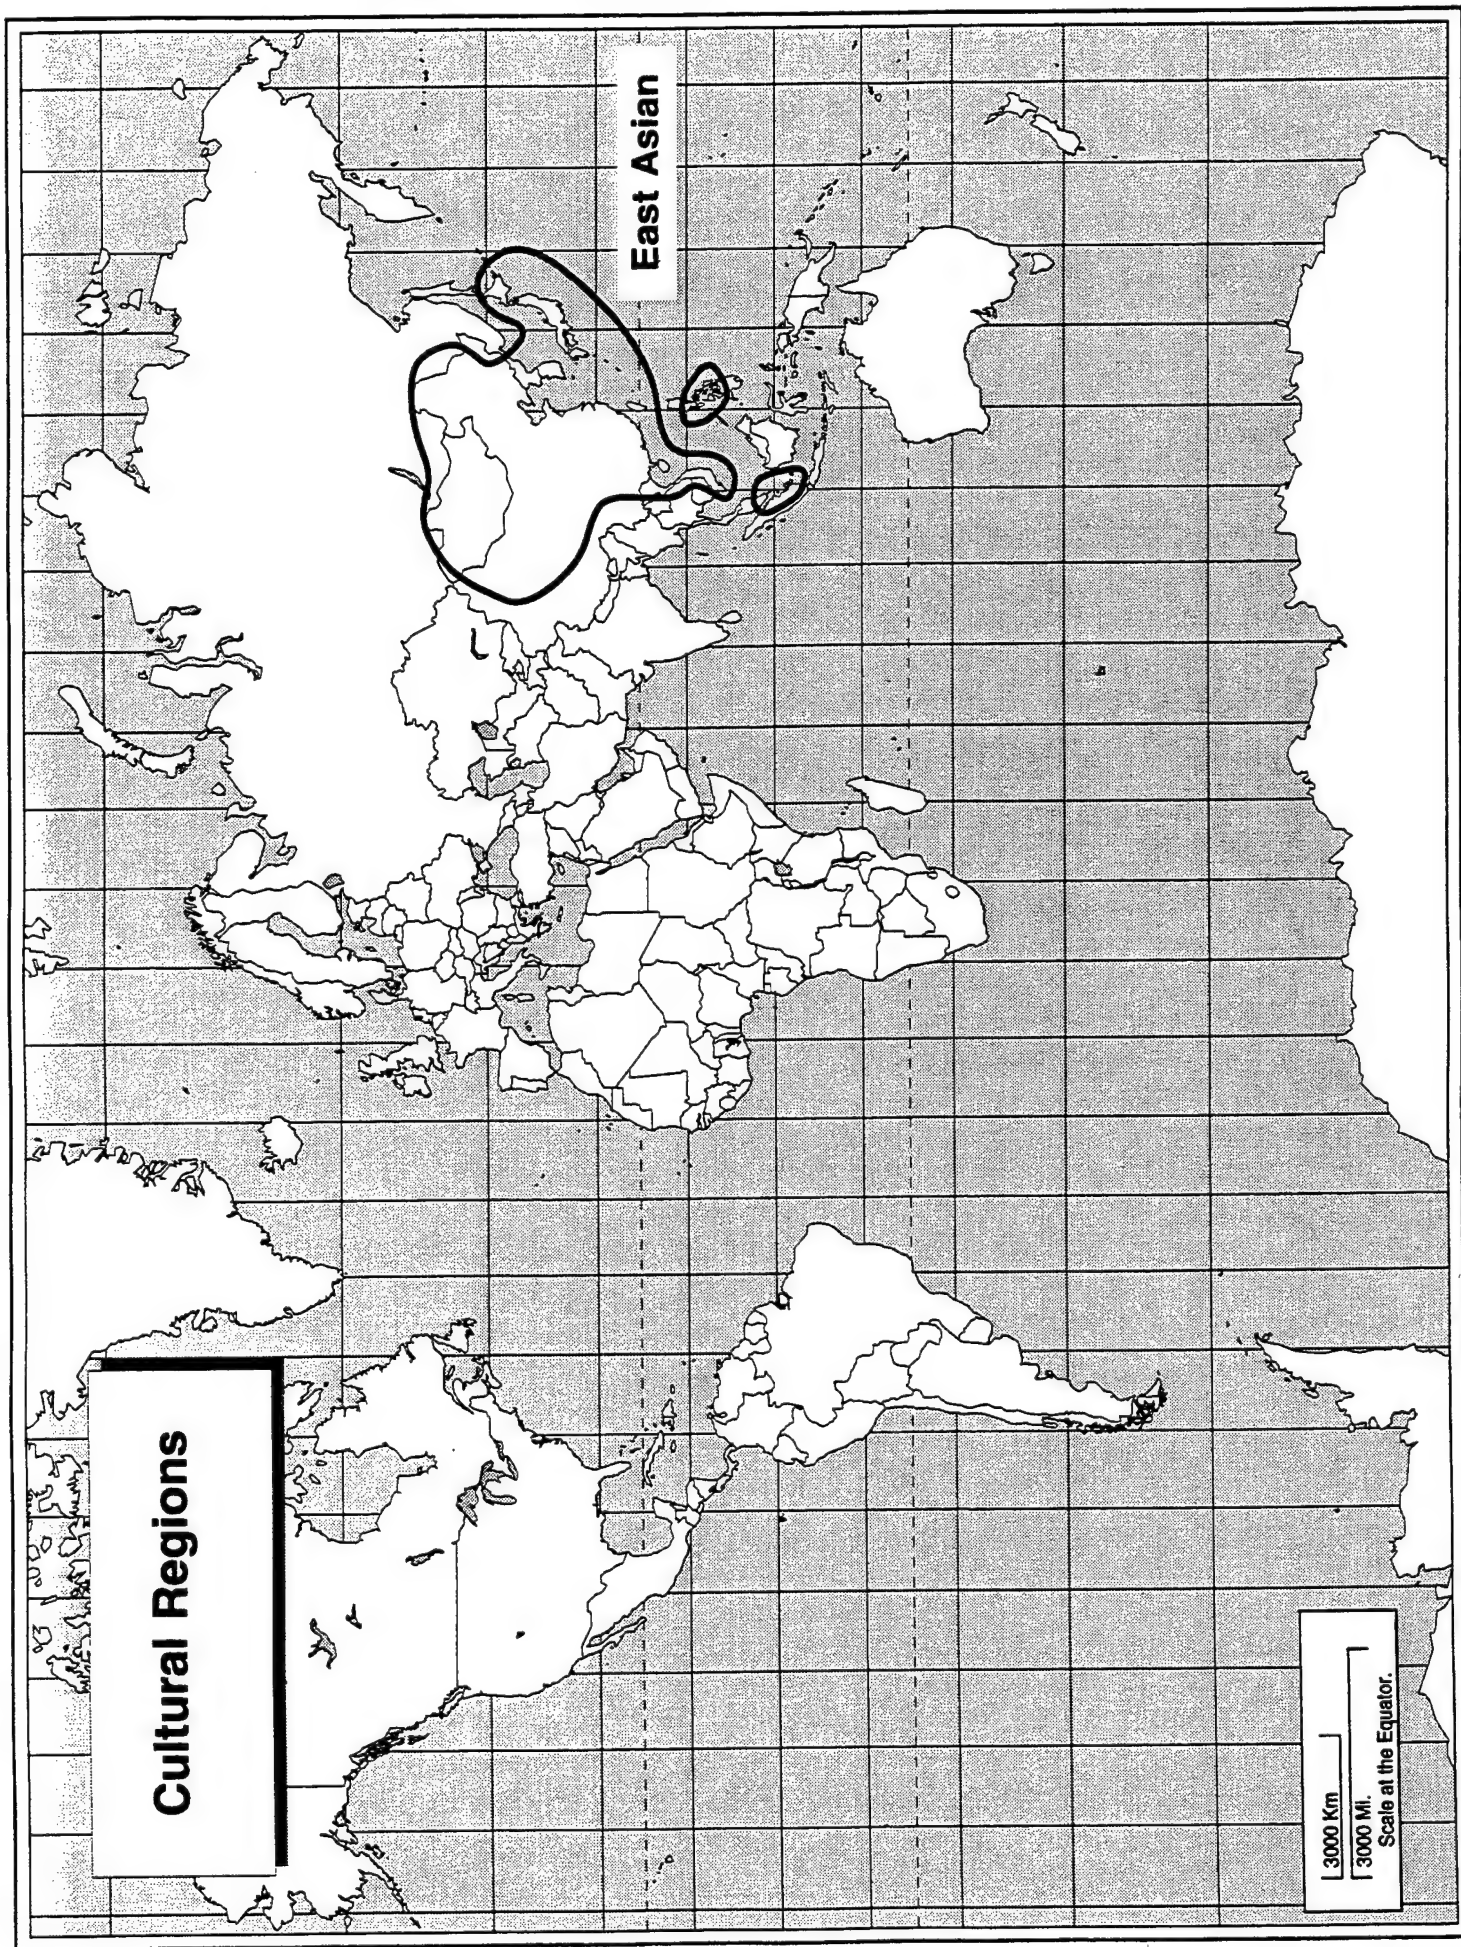 Cultural Regions
East Asian
3000 Km
3000 Mi.
Scale at the Equator.